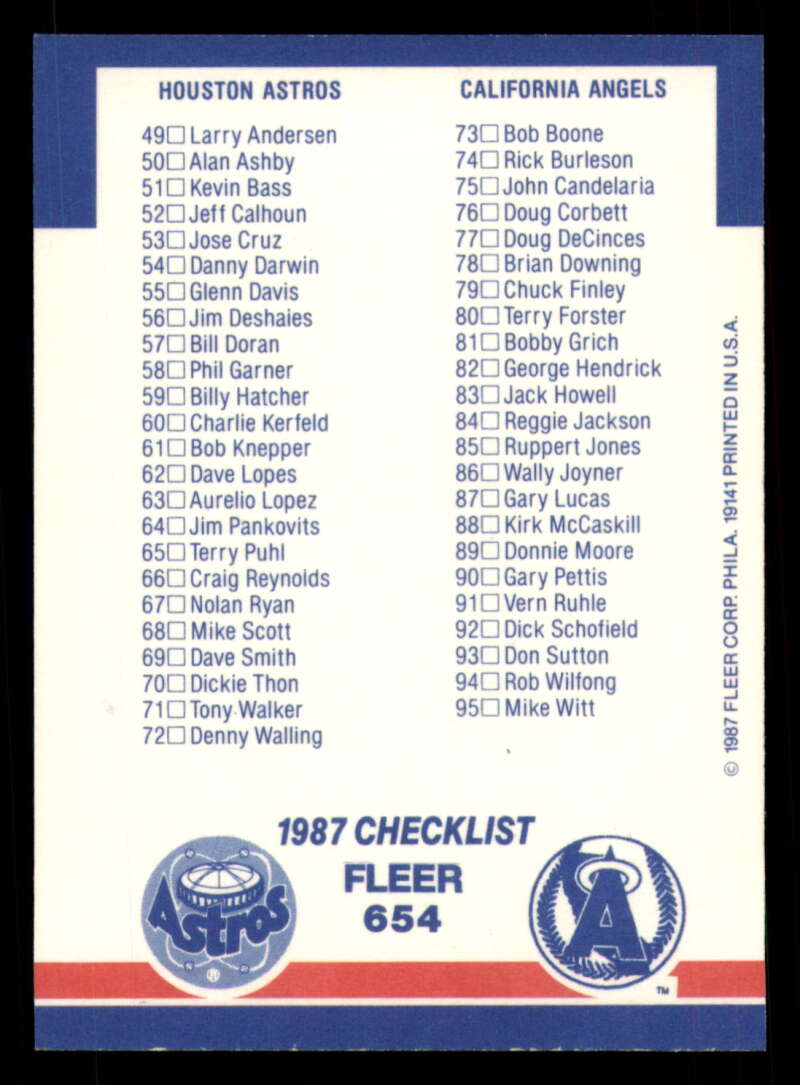 HOUSTON ASTROS
49□ Larry Andersen
50□ Alan Ashby
51□ Kevin Bass
52□ Jeff Calhoun
53□ Jose Cruz
54□ Danny Darwin
55□ Glenn Davis
56□ Jim Deshaies
57□ Bill Doran
58□ Phil Garner
59□ Billy Hatcher
60□ Charlie Kerfeld
61□ Bob Knepper
62□ Dave Lopes
63□ Aurelio Lopez
64□ Jim Pankovits
65□ Terry Puhl
66□ Craig Reynolds
67□ Nolan Ryan
68□ Mike Scott
69□ Dave Smith
70□ Dickie Thon
71□ Tony Walker
72□ Denny Walling
CALIFORNIA ANGELS
73□ Bob Boone
74□ Rick Burleson
75□ John Candelaria
76□ Doug Corbett
77□ Doug DeCinces
78□ Brian Downing
79□ Chuck Finley
80□ Terry Forster
81□ Bobby Grich
82□ George Hendrick
83□ Jack Howell
84□ Reggie Jackson
85□ Ruppert Jones
86□ Wally Joyner
87□ Gary Lucas
88□ Kirk McCaskill
89□ Donnie Moore
90□ Gary Pettis
91□ Vern Ruhle
92□ Dick Schofield
93□ Don Sutton
94□ Rob Wilfong
95□ Mike Witt
© 1987 FLEER CORP. PHILA. 19141 PRINTED IN U.S.A.
1987 CHECKLIST
FLEER
654
Astros
A
TM